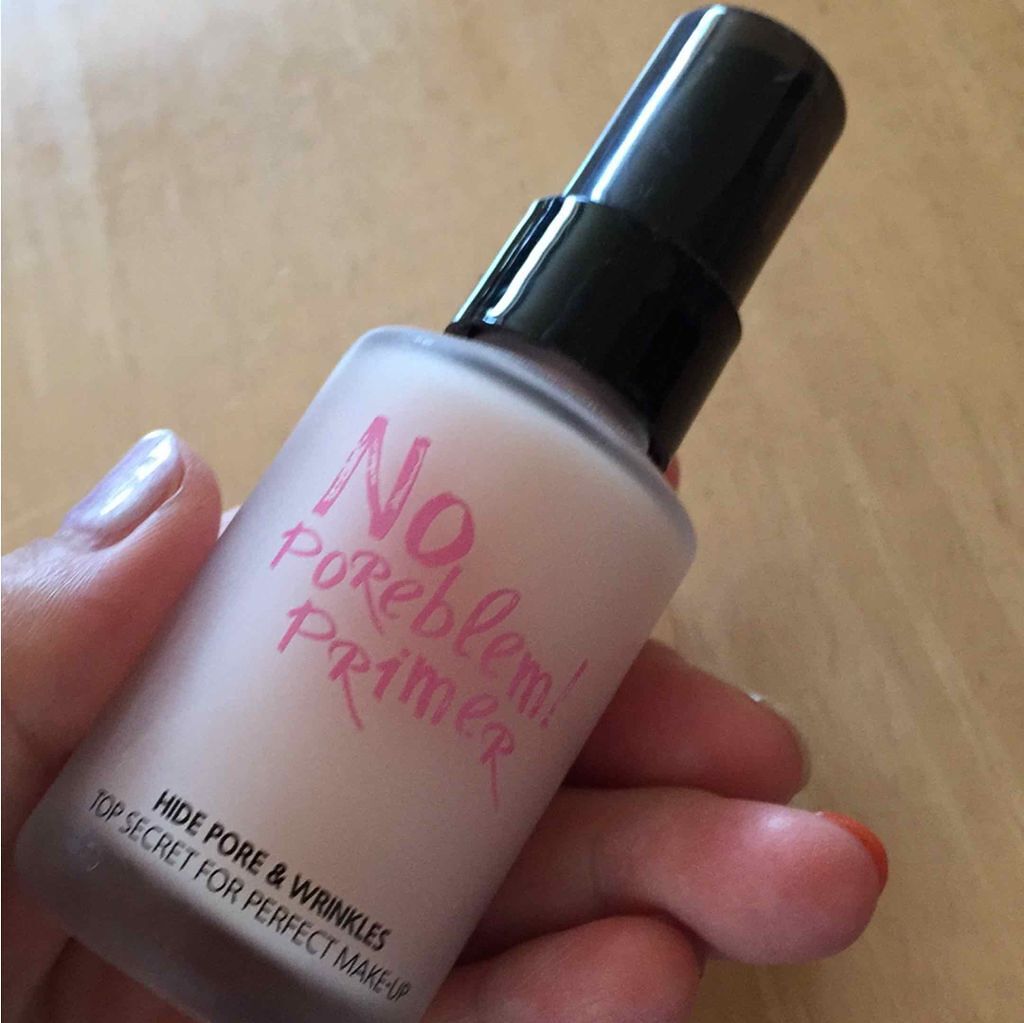 No
POReblem!
PRimeR
HIDE PORE & WRINKLES
TOP SECRET FOR PERFECT MAKE-UP